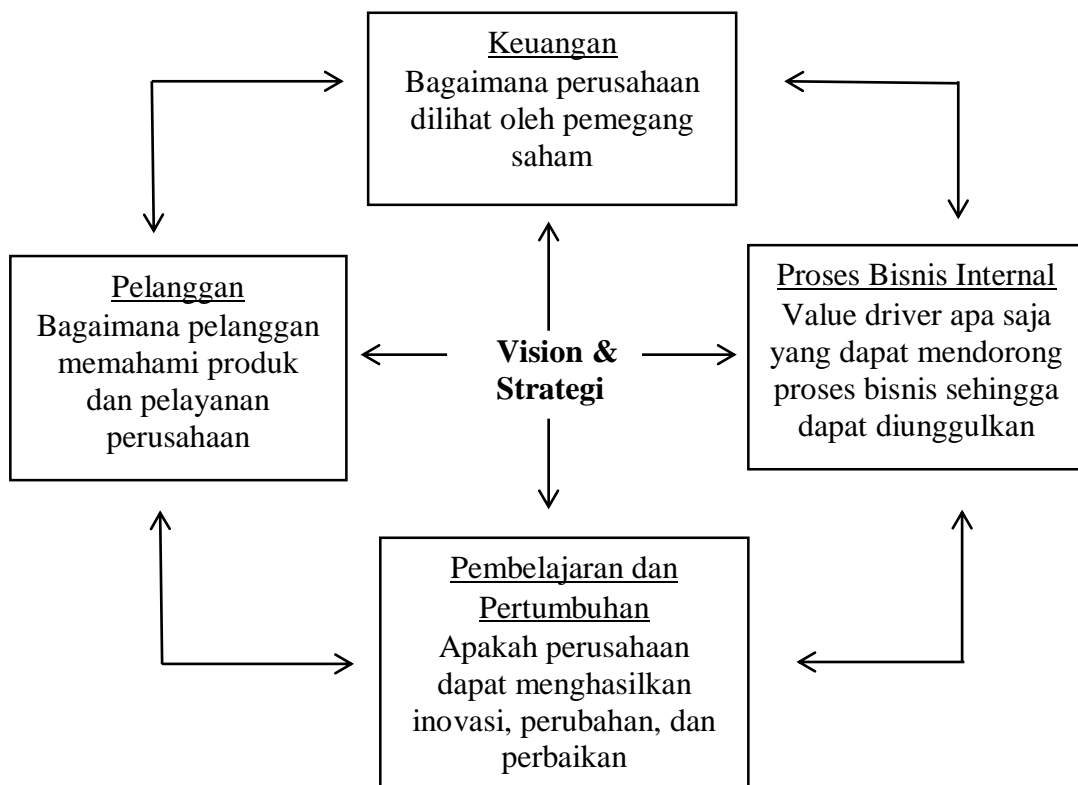 Keuangan
Bagaimana perusahaan
dilihat oleh pemegang
saham
Pelanggan
Bagaimana pelanggan
memahami produk
dan pelayanan
perusahaan
Vision &
Strategi
Proses Bisnis Internal
Value driver apa saja
yang dapat mendorong
proses bisnis sehingga
dapat diunggulkan
Pembelajaran dan
Pertumbuhan
Apakah perusahaan
dapat menghasilkan
inovasi, perubahan, dan
perbaikan